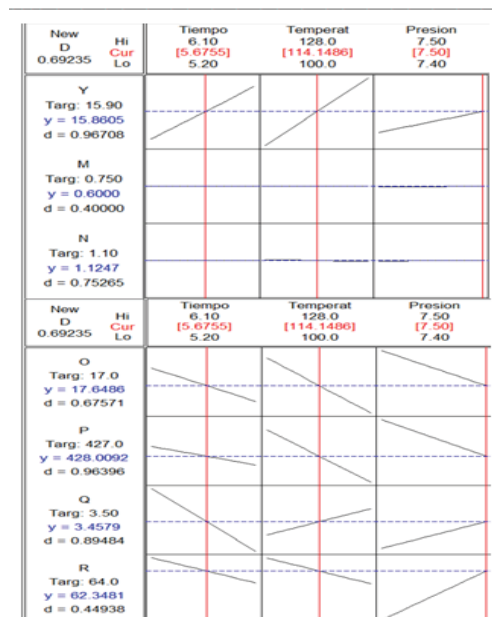 New
D
0.69235
Hi
Cur
Lo
Tiempo
6.10
[5.6755]
5.20
Temperat
128.0
[114.1486]
100.0
Presion
7.50
[7.50]
7.40
Y
Targ: 15.90
y = 15.8605
d = 0.96708
M
Targ: 0.750
y = 0.6000
d = 0.40000
N
Targ: 1.10
y = 1.1247
d = 0.75265
New
D
0.69235
Hi
Cur
Lo
Tiempo
6.10
[5.6755]
5.20
Temperat
128.0
[114.1486]
100.0
Presion
7.50
[7.50]
7.40
O
Targ: 17.0
y = 17.6486
d = 0.67571
P
Targ: 427.0
y = 428.0092
d = 0.96396
Q
Targ: 3.50
y = 3.4579
d = 0.89484
R
Targ: 64.0
y = 62.3481
d = 0.44938